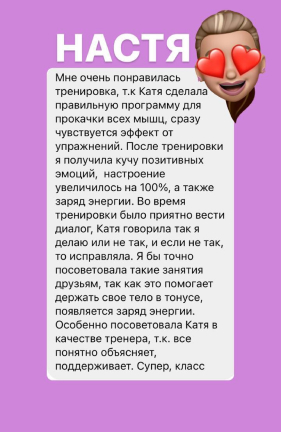 НАСТЯ
Мне очень понравилась
тренировка, т.к Катя сделала
правильную программу для
прокачки всех мышц, сразу
чувствуется эффект от
упражнений. После тренировки
я получила кучу позитивных
эмоций, настроение
увеличилось на 100%, а также
заряд энергии. Во время
тренировки было приятно вести
диалог, Катя говорила так я
делаю или не так, и если не так,
то исправляла. Я бы точно
посоветовала такие занятия
друзьям, так как это помогает
держать свое тело в тонусе,
появляется заряд энергии.
Особенно посоветовала Катя в
качестве тренера, т.к. все
понятно объясняет,
поддерживает. Супер, класс